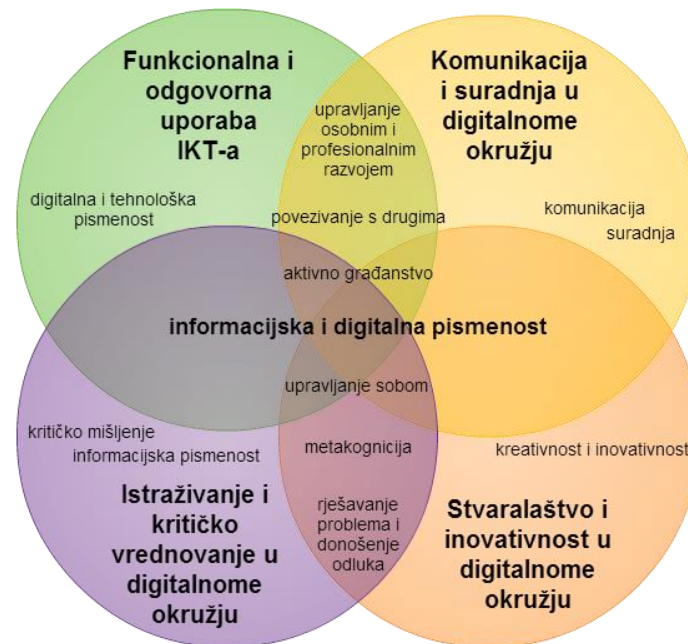 Funkcionalna i
odgovorna
uporaba
IKT-a
Komunikacija
i suradnja u
digitalnome
okružju
upravljanje
osobnim i
profesionalnim
razvojem
digitalna i tehnološka
pismenost
povezivanje s drugima
komunikacija
suradnja
aktivno građanstvo
informacijska i digitalna pismenost
upravljanje sobom
kritičko mišljenje
informacijska pismenost
metakognicija
kreativnost i inovativnost
Istraživanje i
kritičko
vrednovanje u
digitalnome
okružju
rješavanje
problema i
donošenje
odluka
Stvaralaštvo i
inovativnost u
digitalnome
okružju